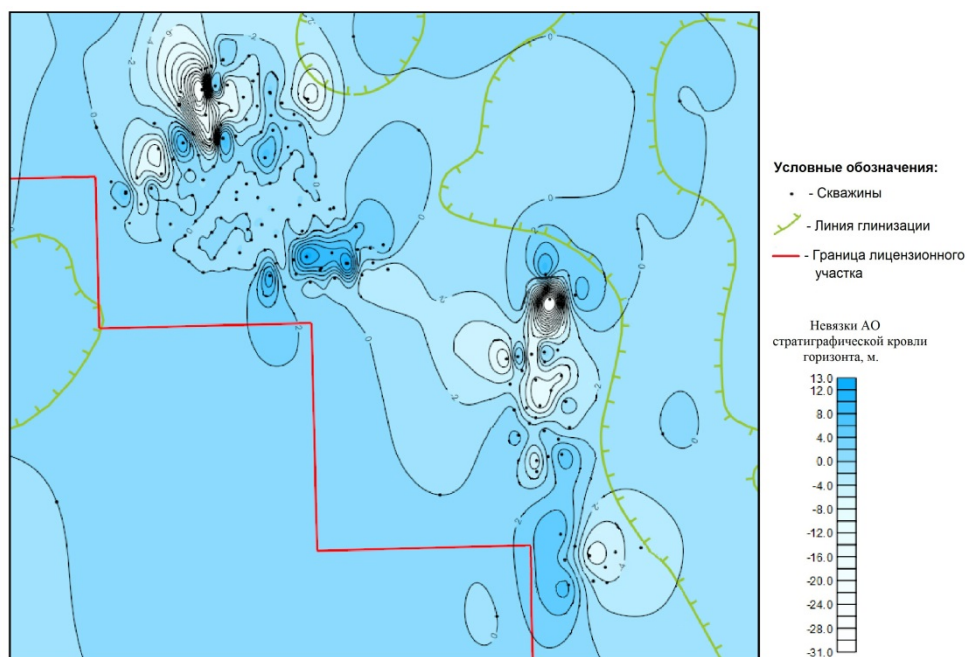 Условные обозначения:
- Скважины
- Линия глинизации
- Граница лицензионного
участка
Невязки АО
стратиграфической кровли
горизонта, м.
13.0
12.0
8.0
4.0
0.0
-4.0
-8.0
-12.0
-16.0
-20.0
-24.0
-28.0
-31.0